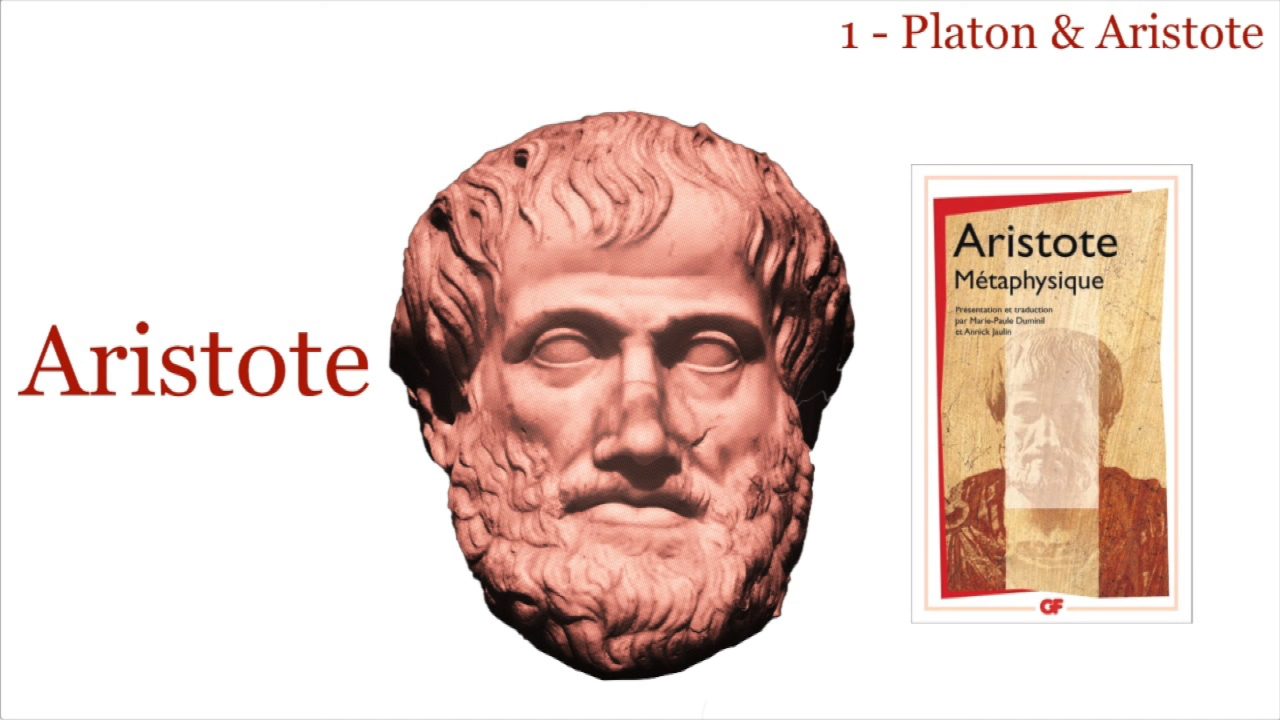 1 - Platon & Aristote
Aristote
Aristote
Métaphysique
Présentation et traduction
par Marie-Paule Duminil
et Annick Jaulin
GF